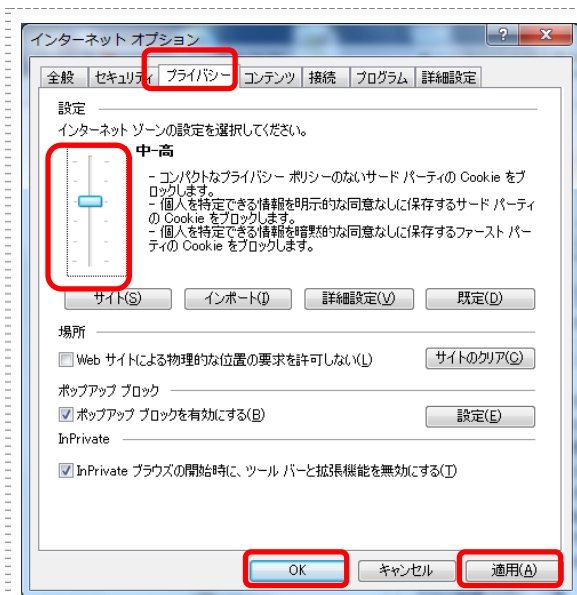 インターネット オプション
全般 セキュリティ プライバシー コンテンツ 接続 プログラム 詳細設定
設定
インターネット ゾーンの設定を選択してください。
中-高
- コンパクトなプライバシー ポリシーのないサード パーティの Cookie をブ
ロックします。
- 個人を特定できる情報を明示的な同意なしに保存するサード パーティ
の Cookie をブロックします。
- 個人を特定できる情報を暗黙的な同意なしに保存するファースト パー
ティの Cookie をブロックします。
サイト(S) インポート(I) 詳細設定(V) 既定(D)
場所
Web サイトによる物理的な位置の要求を許可しない(L) サイトのクリア(C)
ポップアップ ブロック
ポップアップ ブロックを有効にする(B) 設定(E)
InPrivate
InPrivate ブラウズの開始時に、ツール バーと拡張機能を無効にする(T)
OK キャンセル 適用(A)